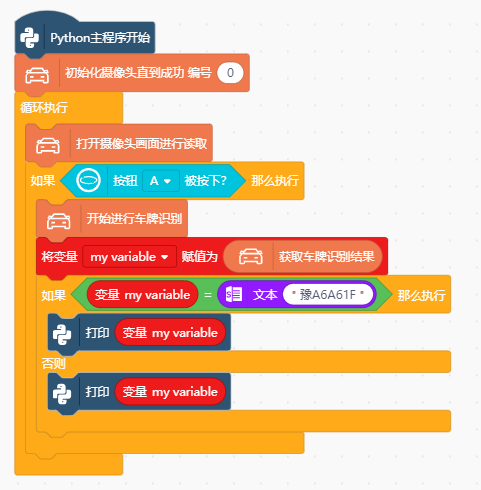 Python主程序开始
初始化摄像头直到成功 编号 0
循环执行
打开摄像头画面进行读取
如果 按钮 A 被按下? 那么执行
开始进行车牌识别
将变量 my variable 赋值为 获取车牌识别结果
如果 变量 my variable = 文本 "豫A6A61F" 那么执行
打印 变量 my variable
否则
打印 变量 my variable